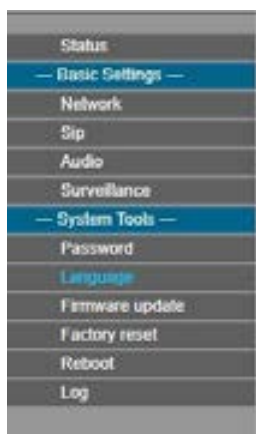 Status
— Basic Settings —
Network
Sip
Audio
Surveillance
— System Tools —
Password
Language
Firmware update
Factory reset
Reboot
Log